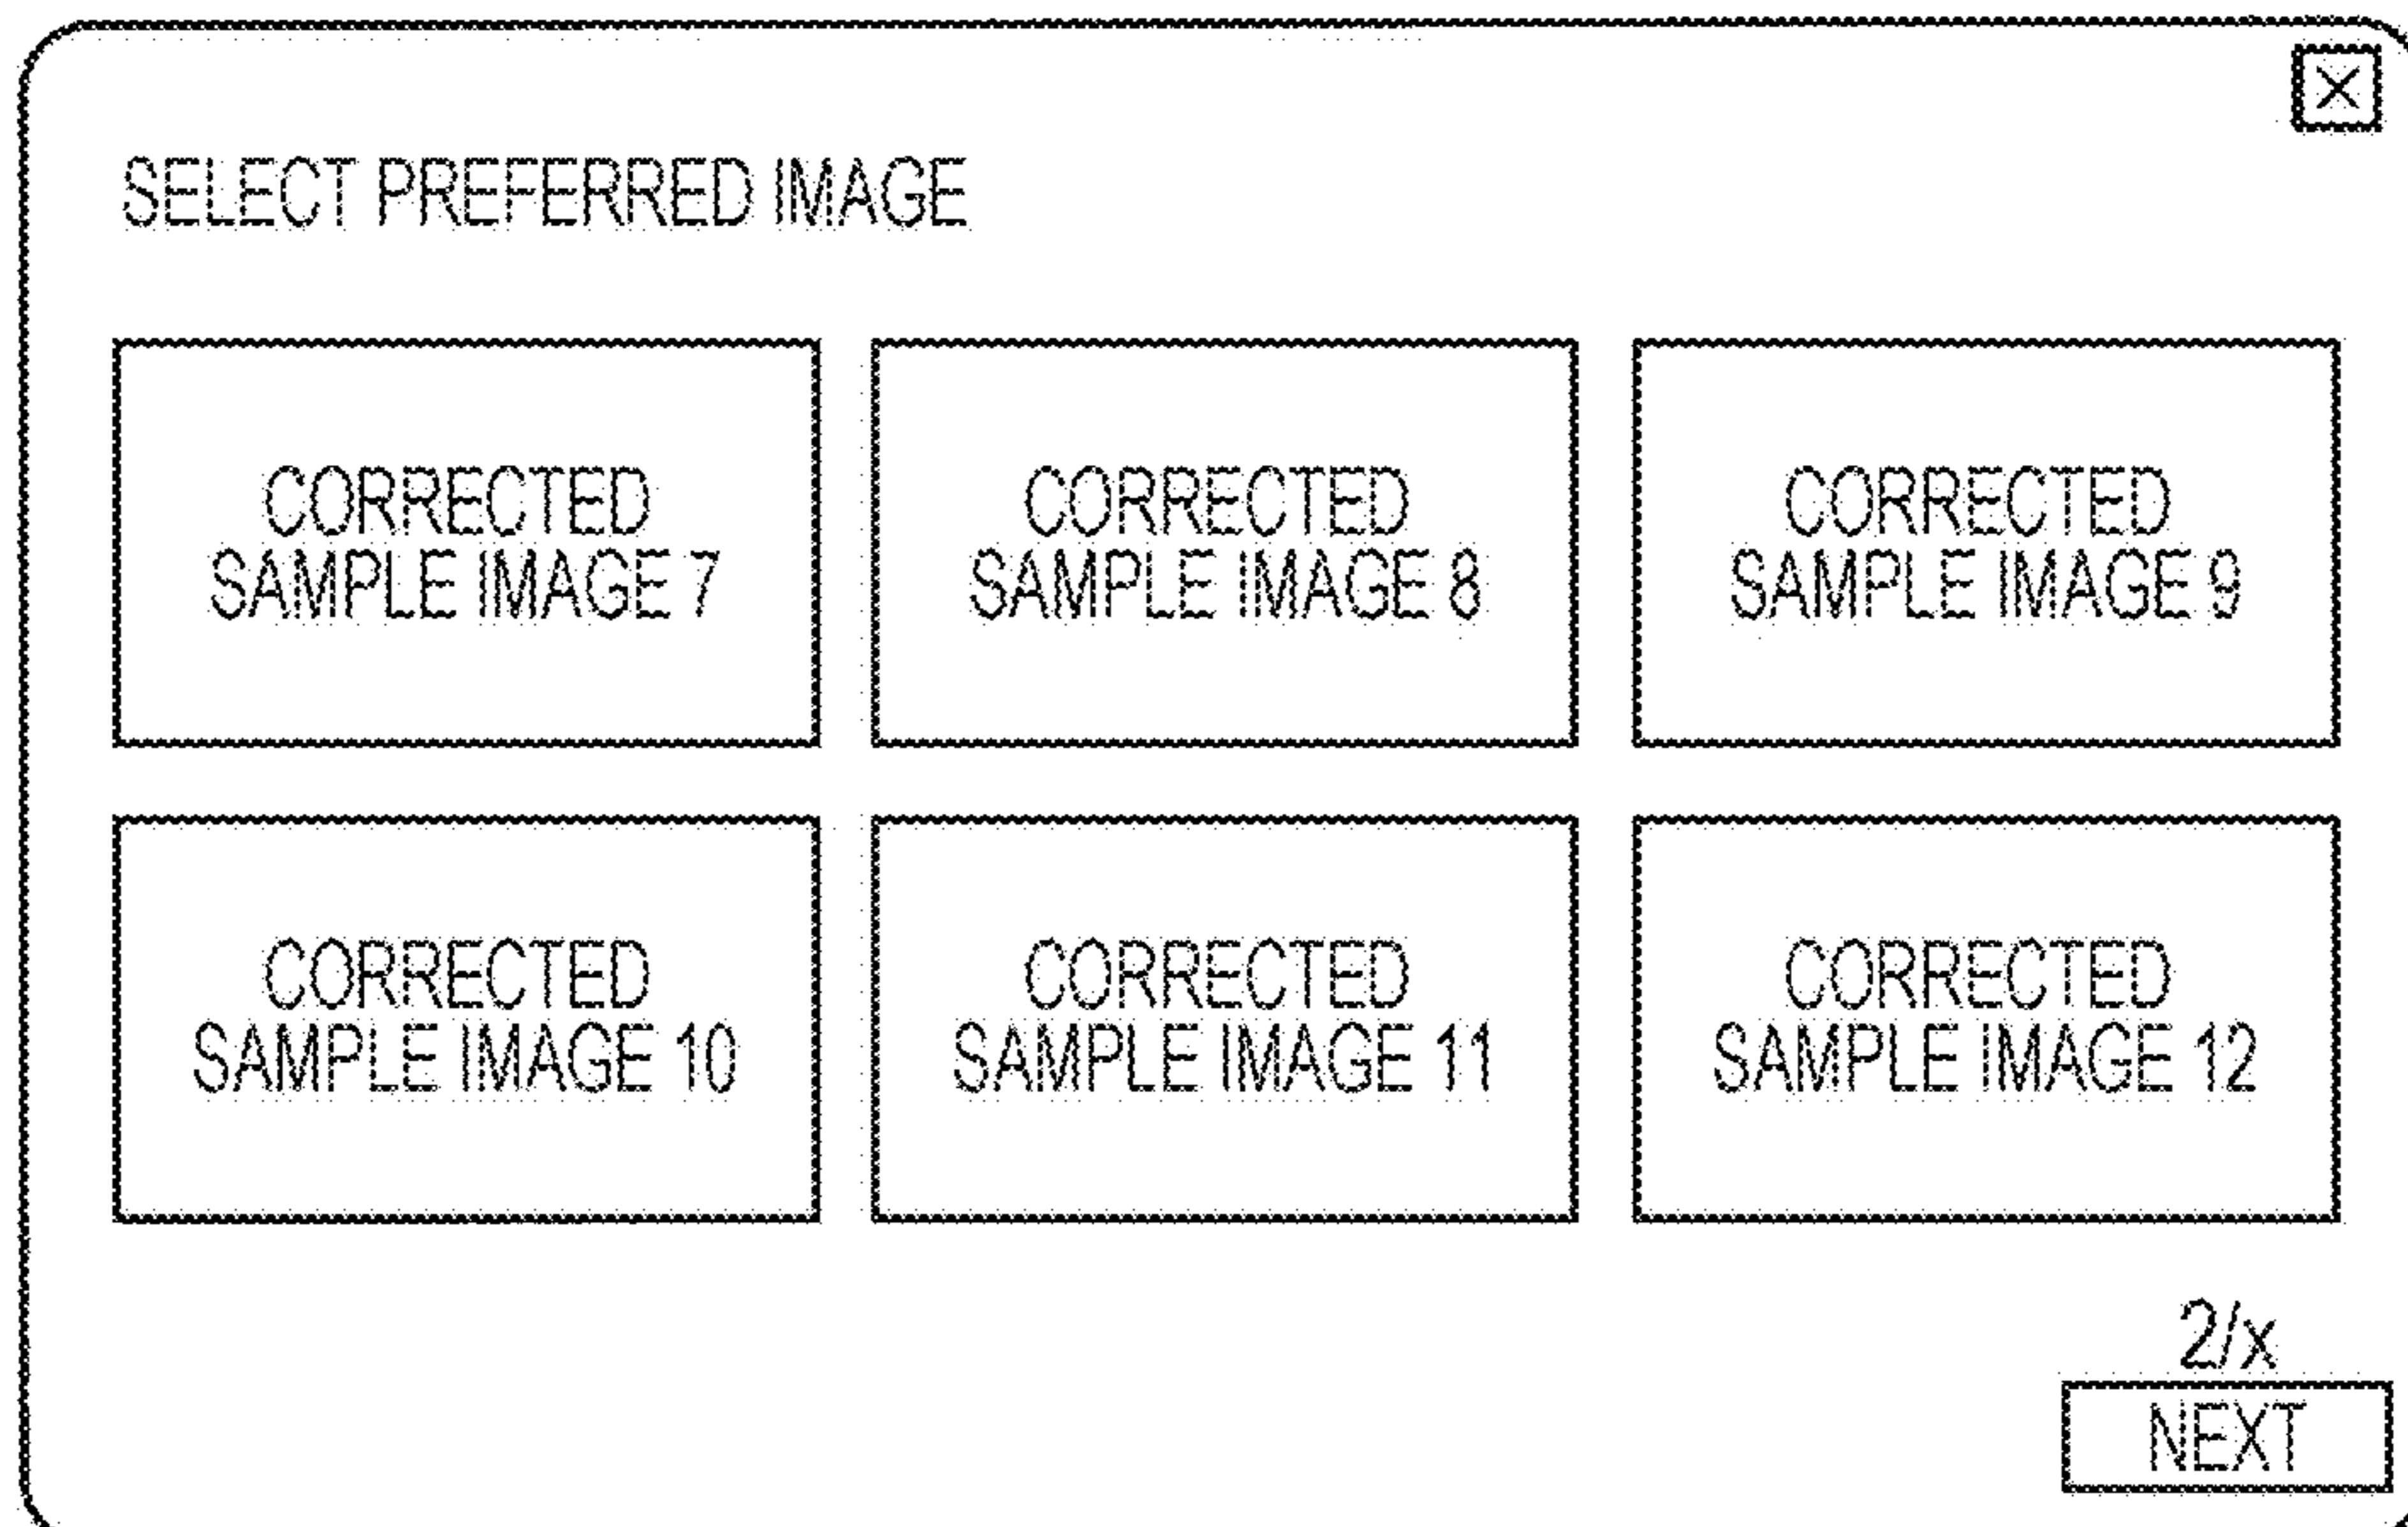 X
SELECT PREFERRED IMAGE
CORRECTED
SAMPLE IMAGE 7
CORRECTED
SAMPLE IMAGE 8
CORRECTED
SAMPLE IMAGE 9
CORRECTED
SAMPLE IMAGE 10
CORRECTED
SAMPLE IMAGE 11
CORRECTED
SAMPLE IMAGE 12
2/x
NEXT